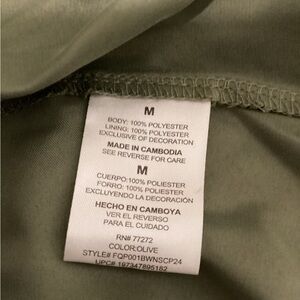 M
BODY: 100% POLYESTER
LINING: 100% POLYESTER
EXCLUSIVE OF DECORATION
MADE IN CAMBODIA
SEE REVERSE FOR CARE
M
CUERPO: 100% POLIESTER
FORRO: 100% POLIESTER
EXCLUYENDO LA DECORACIÓN
HECHO EN CAMBOYA
VER EL REVERSO
PARA EL CUIDADO
RN# 77272
COLOR:OLIVE
STYLE# FQP001BWNSCP24
UPC# 197347895182